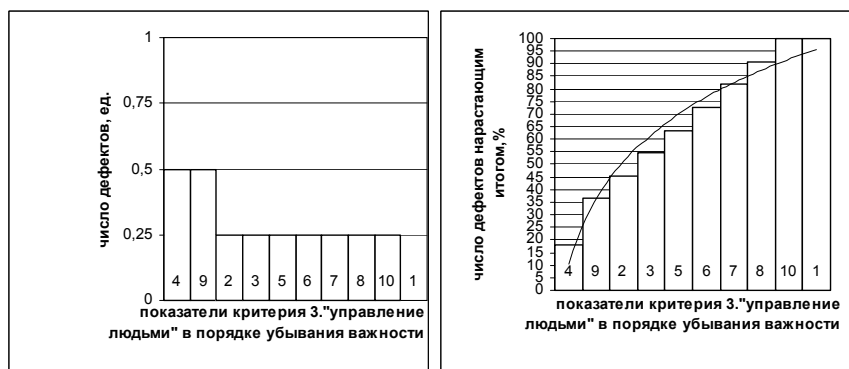 число дефектов, ед.
1
0,75
0,5
0,25
0
4 9 2 3 5 6 7 8 10 1
показатели критерия 3."управление
людьми" в порядке убывания важности
число дефектов нарастающим
итогом,%
100
95
90
85
80
75
70
65
60
55
50
45
40
35
30
25
20
15
10
5
0
4 9 2 3 5 6 7 8 10 1
показатели критерия 3."управление
людьми" в порядке убывания важности